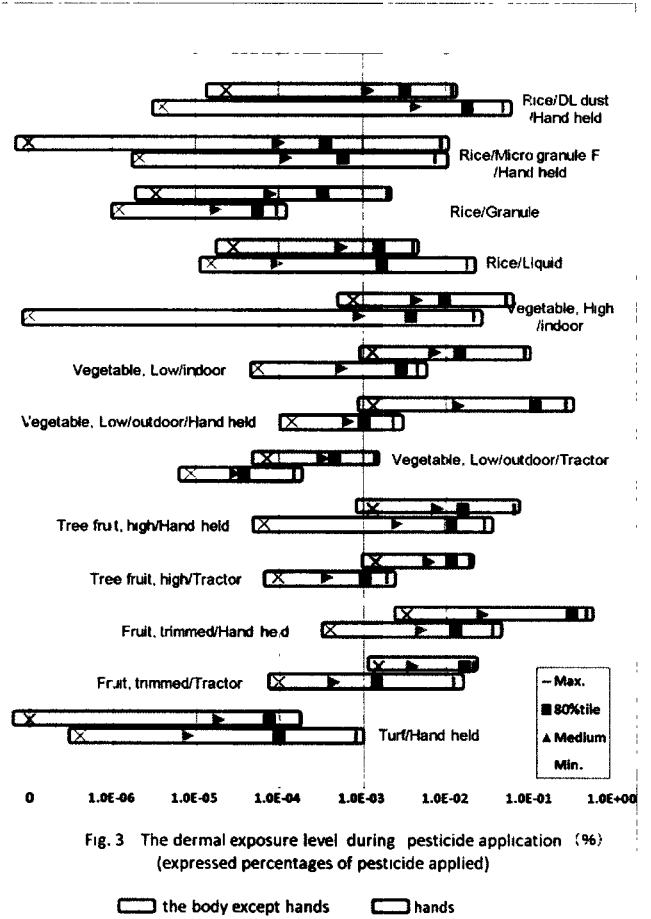 Rice/DL dust
/Hand held
Rice/Micro granule F
/Hand held
Rice/Granule
Rice/Liquid
Vegetable, High
/indoor
Vegetable, Low/indoor
Vegetable, Low/outdoor/Hand held
Vegetable, Low/outdoor/Tractor
Tree fruit, high/Hand held
Tree fruit, high/Tractor
Fruit, trimmed/Hand held
Fruit, trimmed/Tractor
Turf/Hand held
– Max.
■ 80%tile
▲ Medium
Min.
0 1.0E-06 1.0E-05 1.0E-04 1.0E-03 1.0E-02 1.0E-01 1.0E+00
Fig. 3 The dermal exposure level during pesticide application (%)
(expressed percentages of pesticide applied)
the body except hands hands